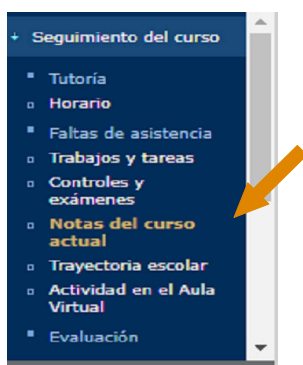 Seguimiento del curso
Tutoría
Horario
Faltas de asistencia
Trabajos y tareas
Controles y
exámenes
Notas del curso
actual
Trayectoria escolar
Actividad en el Aula
Virtual
Evaluación